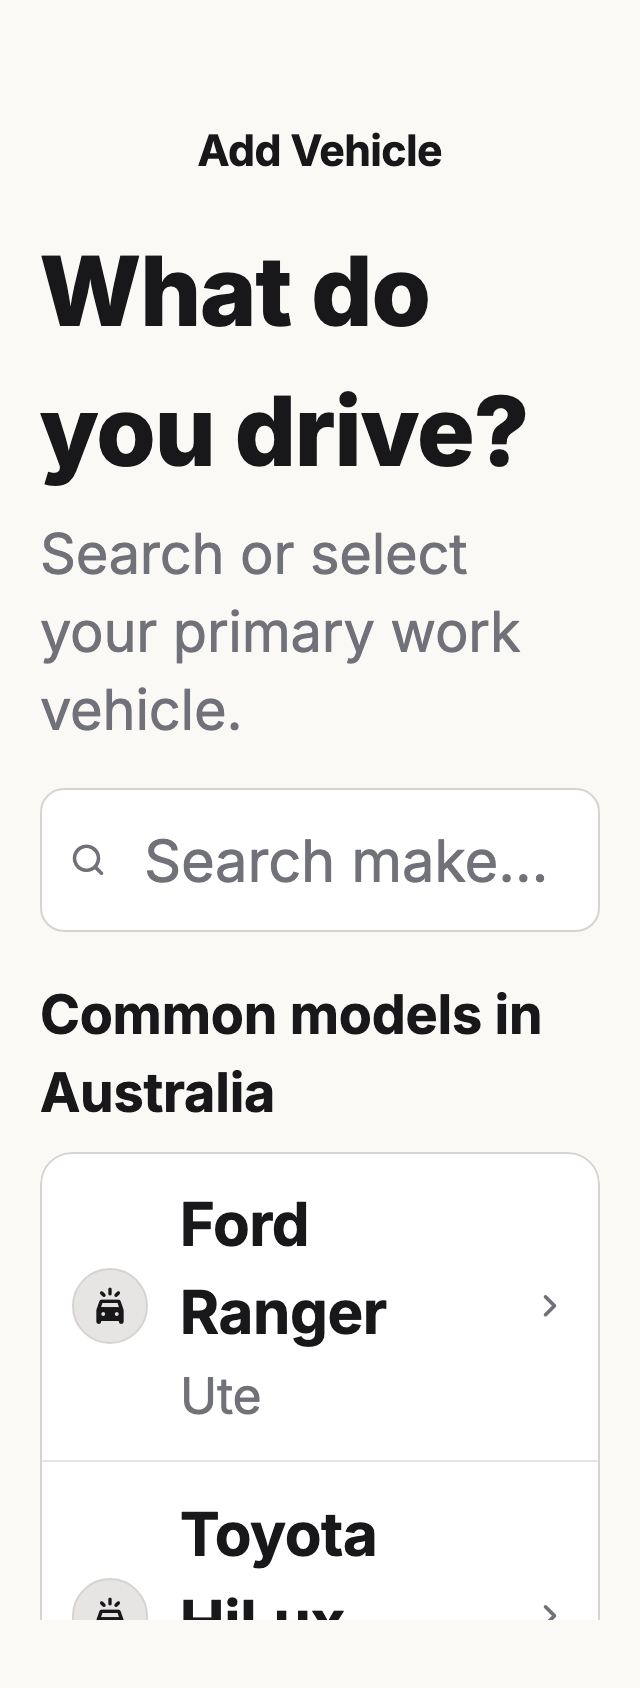 Add Vehicle
What do
you drive?
Search or select
your primary work
vehicle.
Search make...
Common models in
Australia
Ford
Ranger
Ute
Toyota
HiLux